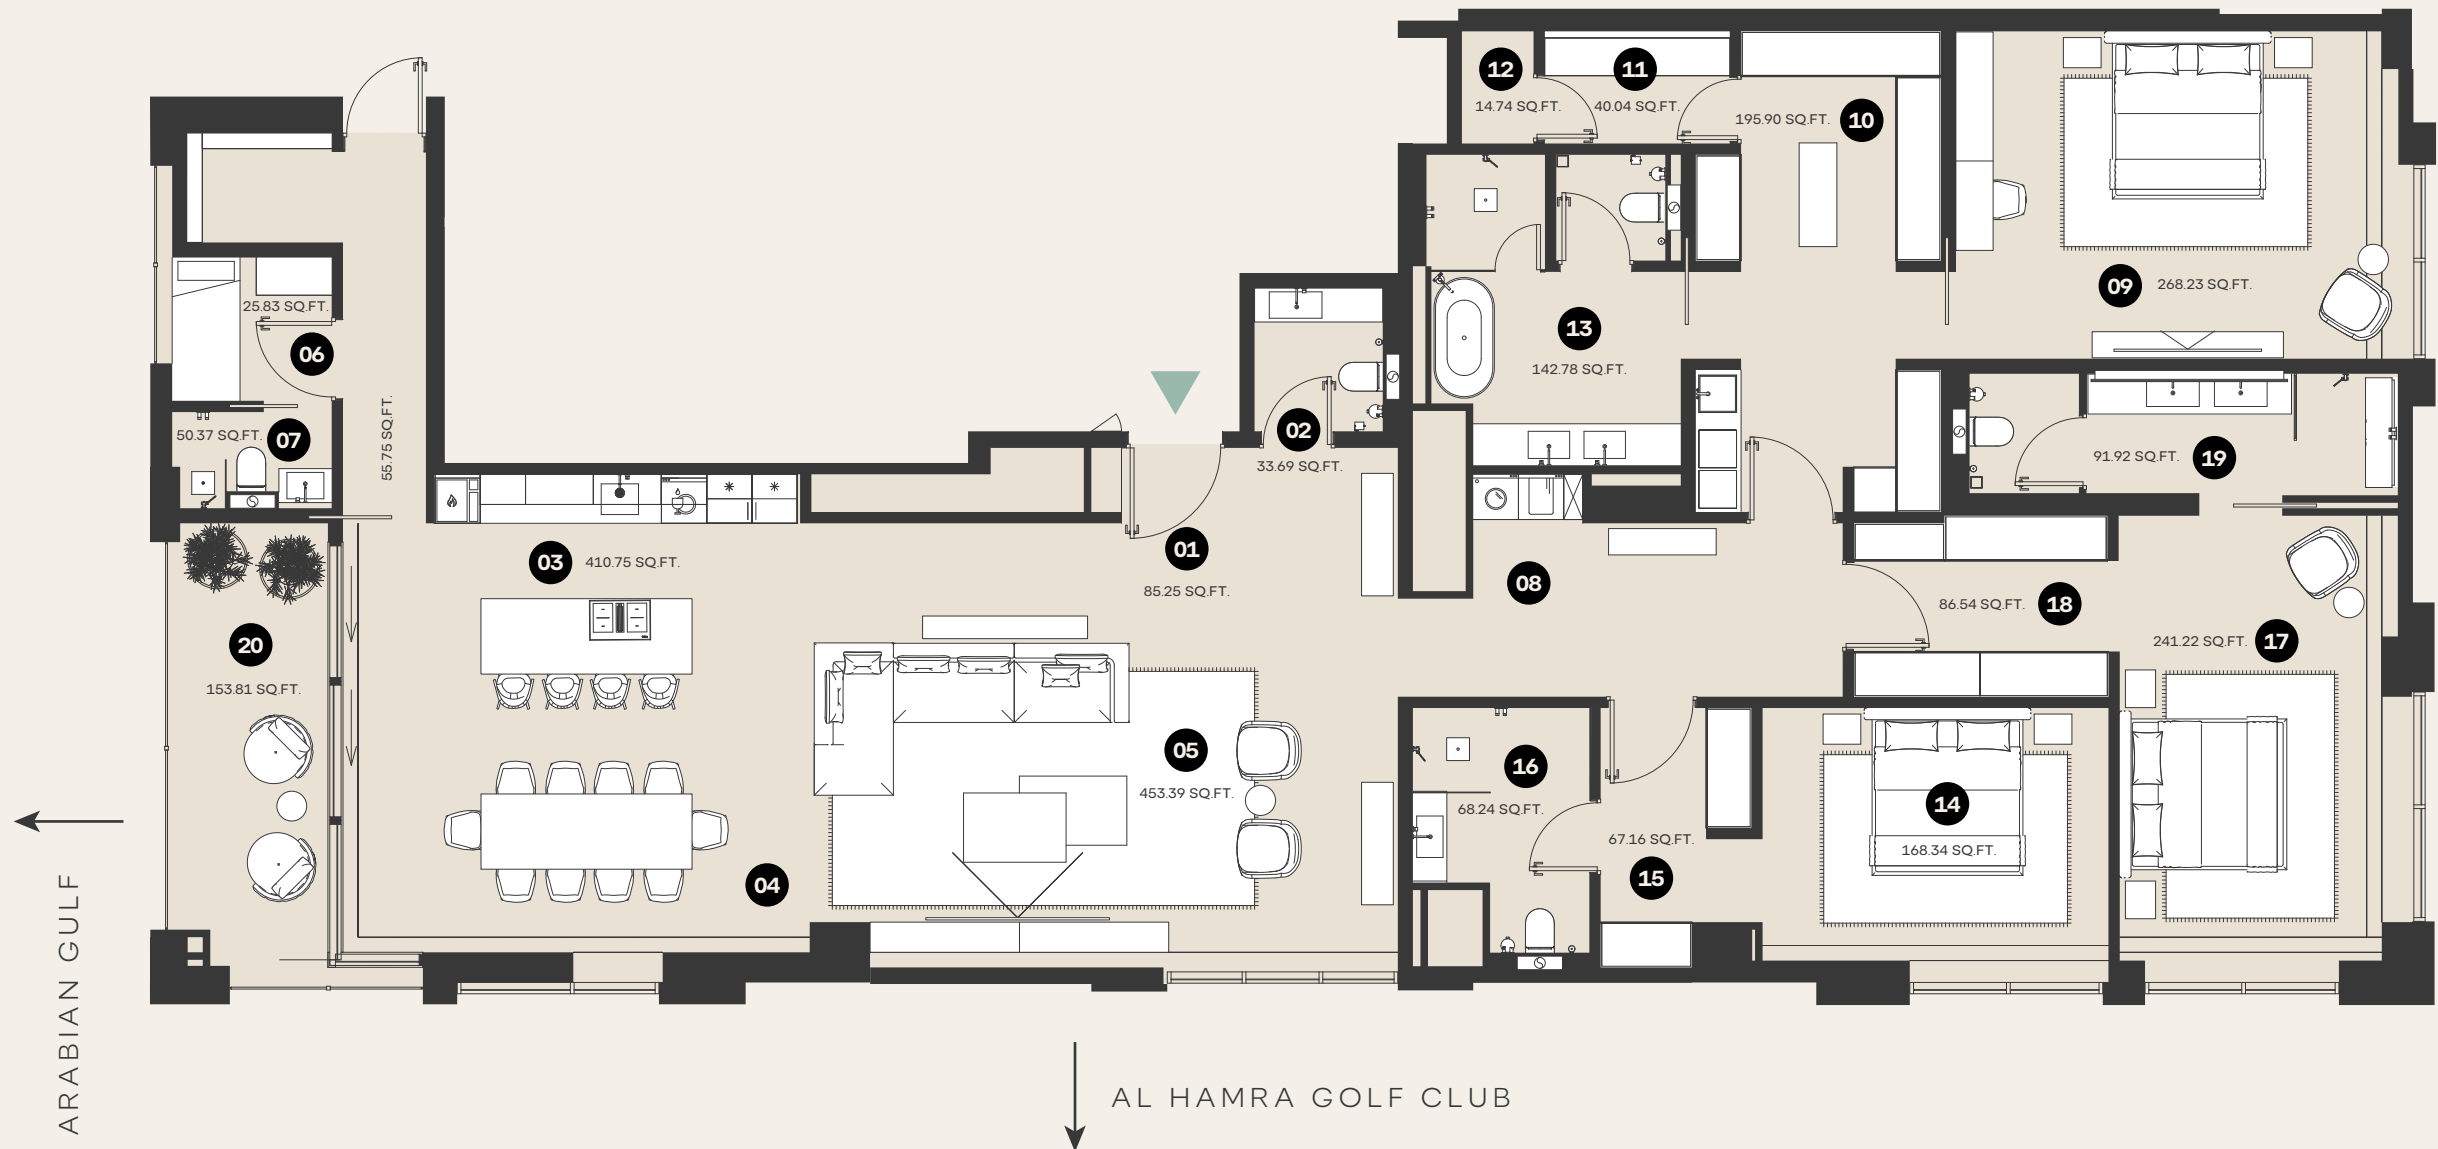 12
11
14.74 SQ.FT.
40.04 SQ.FT.
195.90 SQ.FT.
10
09
268.23 SQ.FT.
25.83 SQ.FT.
06
13
142.78 SQ.FT.
50.37 SQ.FT.
07
55.75 SQ.FT.
02
33.69 SQ.FT.
91.92 SQ.FT.
19
03
410.75 SQ.FT.
01
85.25 SQ.FT.
08
86.54 SQ.FT.
18
20
153.81 SQ.FT.
241.22 SQ.FT.
17
05
453.39 SQ.FT.
16
68.24 SQ.FT.
14
168.34 SQ.FT.
67.16 SQ.FT.
15
04
ARABIAN GULF
AL HAMRA GOLF CLUB